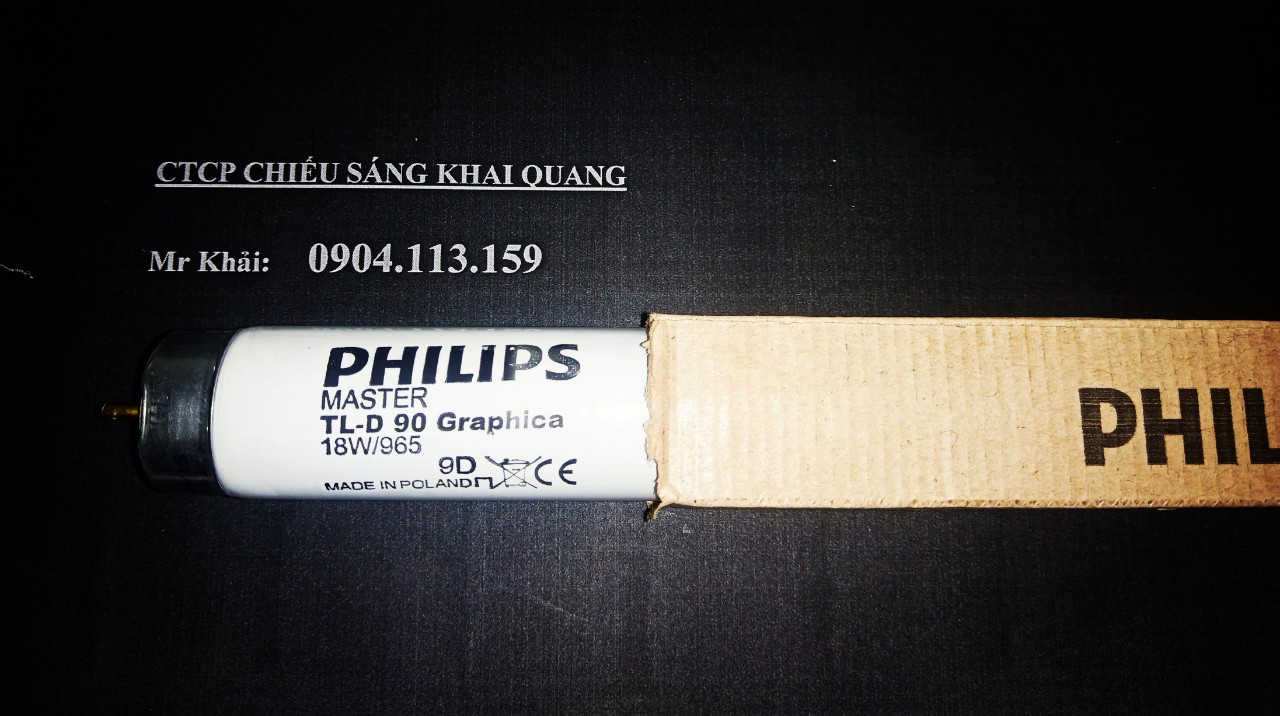 CTCP CHIẾU SÁNG KHAI QUANG
Mr Khải: 0904.113.159
PHILIPS
MASTER
TL-D 90 Graphica
18W/965
9D CE
MADE IN POLAND
PHIL